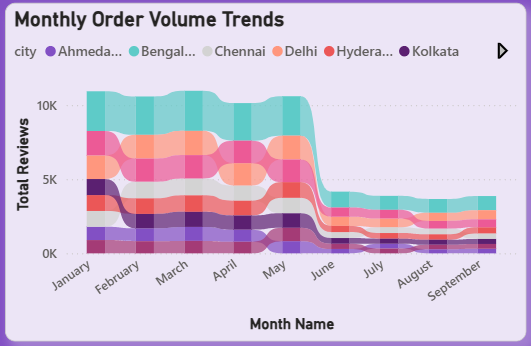 Monthly Order Volume Trends
city Ahmeda... Bengal... Chennai Delhi Hydera... Kolkata
10K
5K
0K
Total Reviews
January February March April May June July August September
Month Name